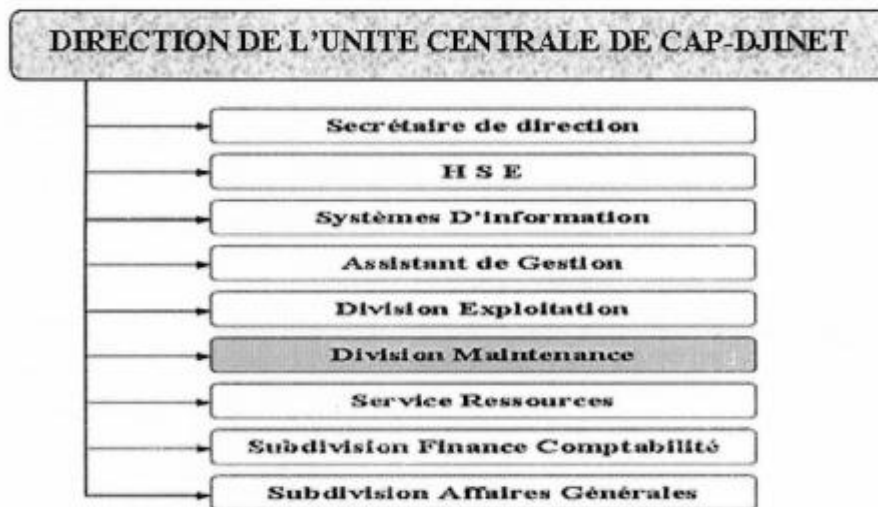 DIRECTION DE L'UNITE CENTRALE DE CAP-DJINET
Secrétaire de direction
H S E
Systèmes D'information
Assistant de Gestion
Division Exploitation
Division Maintenance
Service Ressources
Subdivision Finance Comptabilité
Subdivision Affaires Générales